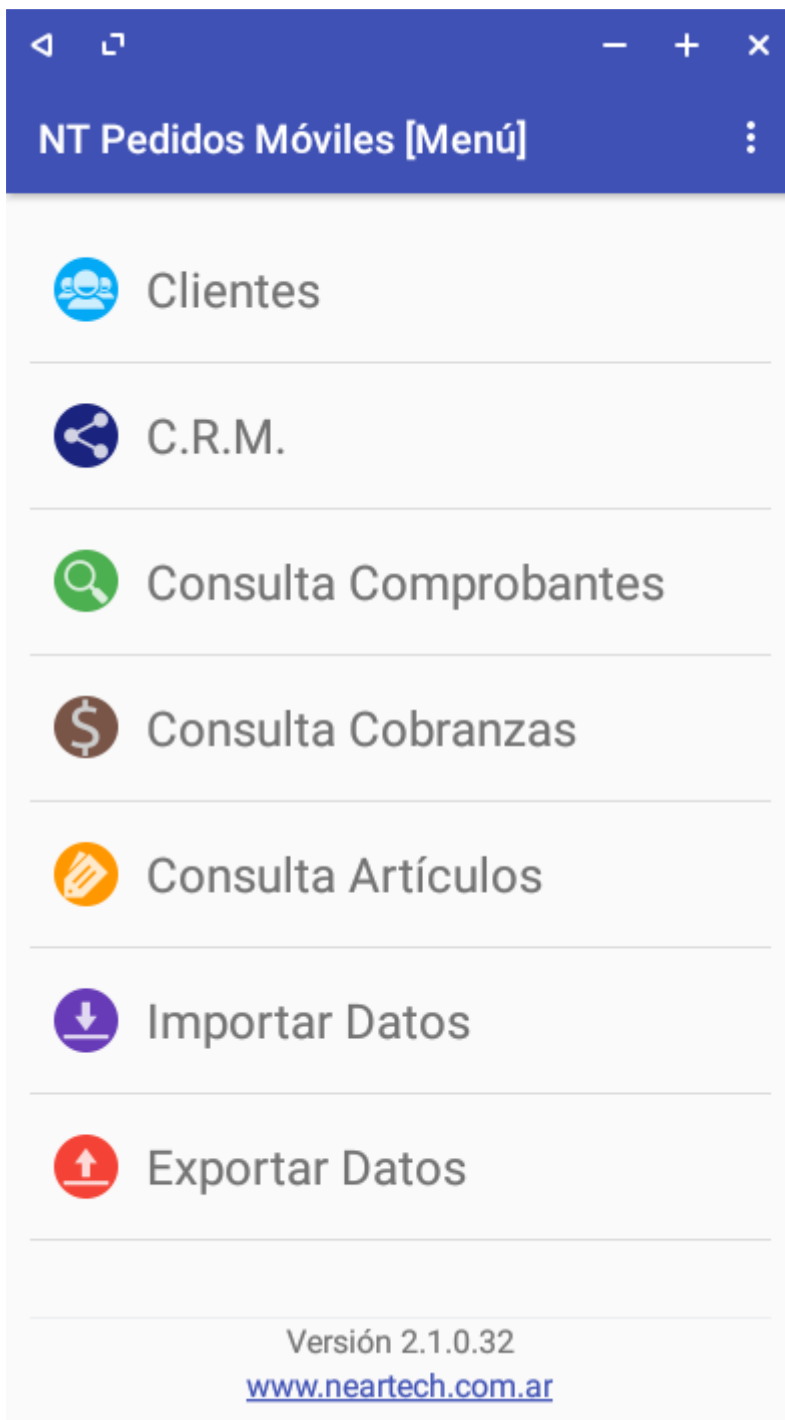 NT Pedidos Móviles [Menú]
Clientes
C.R.M.
Consulta Comprobantes
Consulta Cobranzas
Consulta Artículos
Importar Datos
Exportar Datos
Versión 2.1.0.32
www.neartech.com.ar